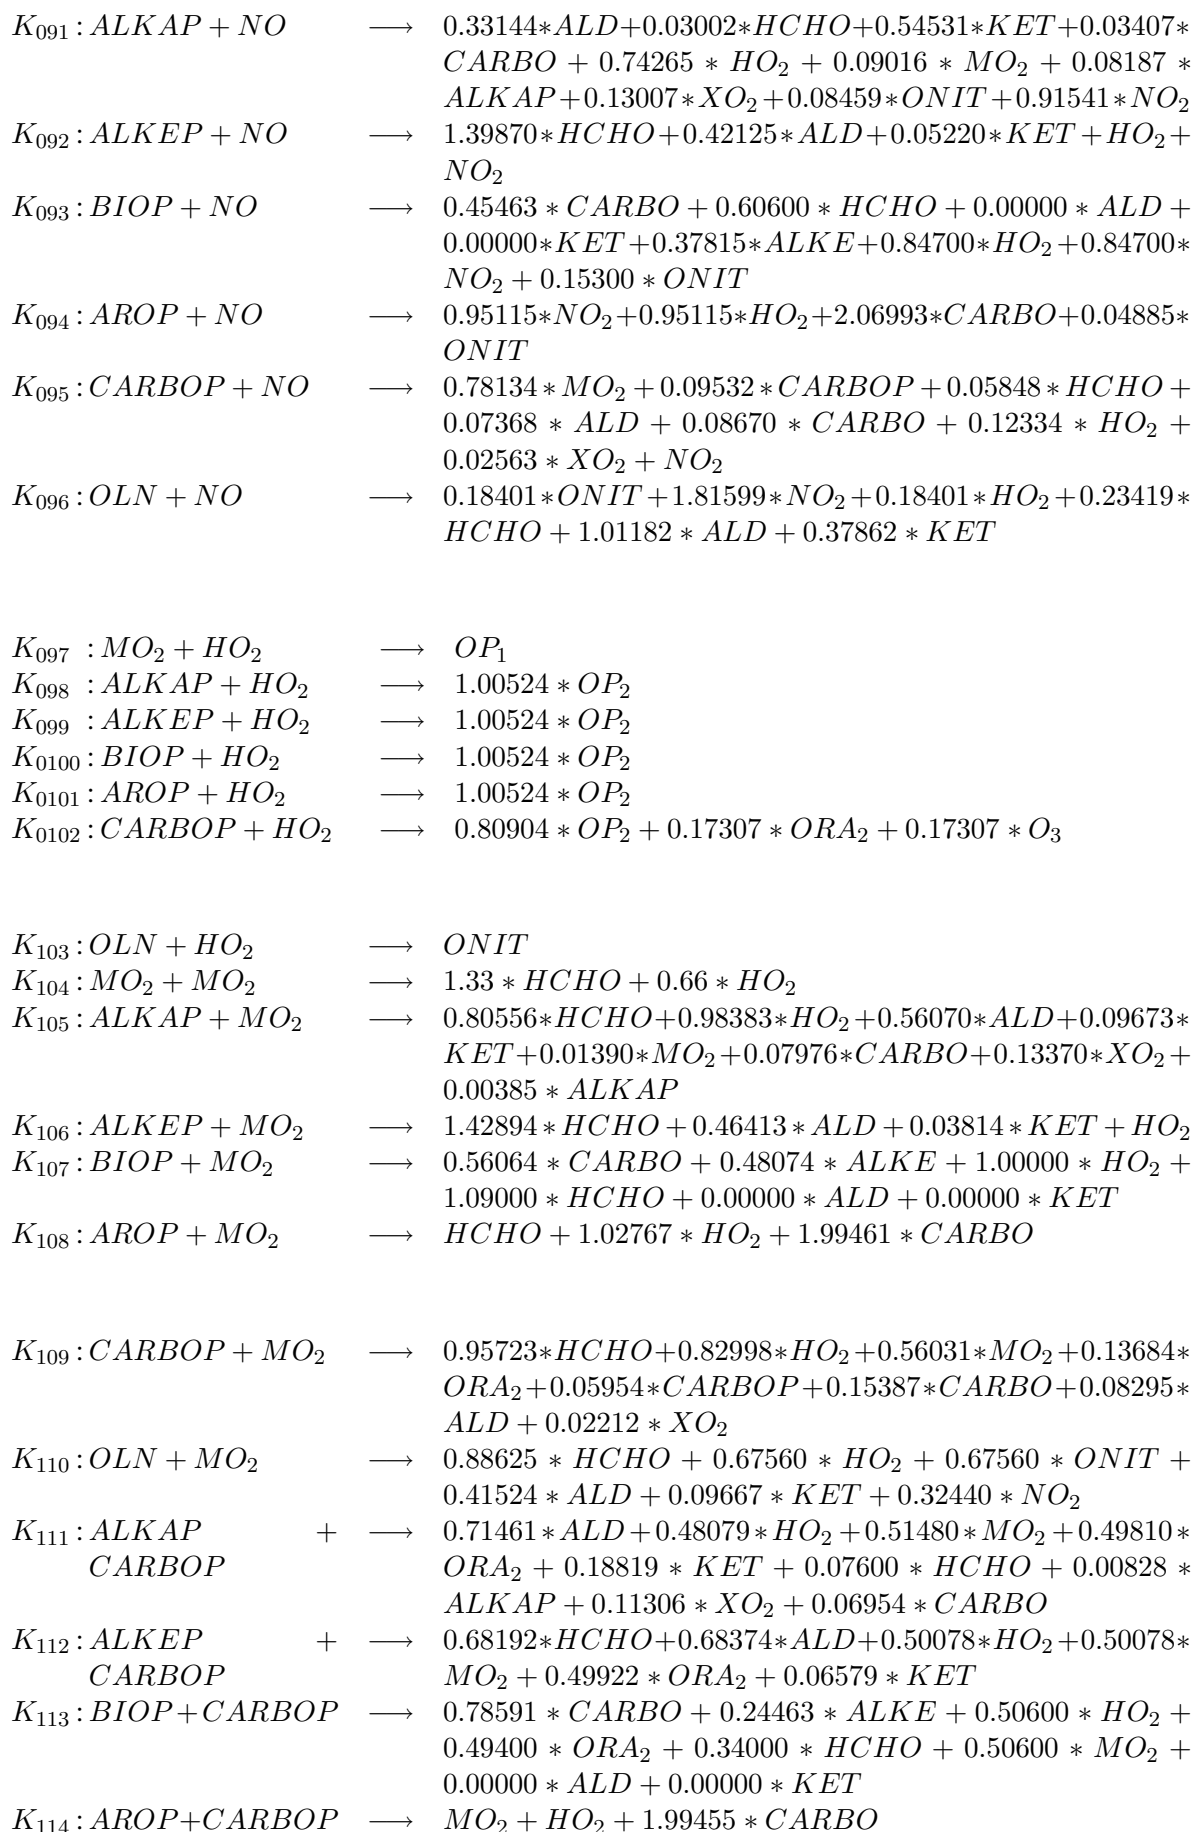 K₀₉₁: ALKAP + NO ⟶ 0.33144∗ALD+0.03002∗HCHO+0.54531∗KET+0.03407∗
CARBO + 0.74265 ∗ HO₂ + 0.09016 ∗ MO₂ + 0.08187 ∗
ALKAP+0.13007∗XO₂+0.08459∗ONIT+0.91541∗NO₂
K₀₉₂: ALKEP + NO ⟶ 1.39870∗HCHO+0.42125∗ALD+0.05220∗KET+HO₂+
NO₂
K₀₉₃: BIOP + NO ⟶ 0.45463 ∗ CARBO + 0.60600 ∗ HCHO + 0.00000 ∗ ALD +
0.00000∗KET+0.37815∗ALKE+0.84700∗HO₂+0.84700∗
NO₂ + 0.15300 ∗ ONIT
K₀₉₄: AROP + NO ⟶ 0.95115∗NO₂+0.95115∗HO₂+2.06993∗CARBO+0.04885∗
ONIT
K₀₉₅: CARBOP + NO ⟶ 0.78134 ∗ MO₂ + 0.09532 ∗ CARBOP + 0.05848 ∗ HCHO +
0.07368 ∗ ALD + 0.08670 ∗ CARBO + 0.12334 ∗ HO₂ +
0.02563 ∗ XO₂ + NO₂
K₀₉₆: OLN + NO ⟶ 0.18401∗ONIT+1.81599∗NO₂+0.18401∗HO₂+0.23419∗
HCHO + 1.01182 ∗ ALD + 0.37862 ∗ KET
K₀₉₇ : MO₂ + HO₂ ⟶ OP₁
K₀₉₈ : ALKAP + HO₂ ⟶ 1.00524 ∗ OP₂
K₀₉₉ : ALKEP + HO₂ ⟶ 1.00524 ∗ OP₂
K₀₁₀₀: BIOP + HO₂ ⟶ 1.00524 ∗ OP₂
K₀₁₀₁: AROP + HO₂ ⟶ 1.00524 ∗ OP₂
K₀₁₀₂: CARBOP + HO₂ ⟶ 0.80904 ∗ OP₂ + 0.17307 ∗ ORA₂ + 0.17307 ∗ O₃
K₁₀₃: OLN + HO₂ ⟶ ONIT
K₁₀₄: MO₂ + MO₂ ⟶ 1.33 ∗ HCHO + 0.66 ∗ HO₂
K₁₀₅: ALKAP + MO₂ ⟶ 0.80556∗HCHO+0.98383∗HO₂+0.56070∗ALD+0.09673∗
KET+0.01390∗MO₂+0.07976∗CARBO+0.13370∗XO₂+
0.00385 ∗ ALKAP
K₁₀₆: ALKEP + MO₂ ⟶ 1.42894∗HCHO+0.46413∗ALD+0.03814∗KET+HO₂
K₁₀₇: BIOP + MO₂ ⟶ 0.56064 ∗ CARBO + 0.48074 ∗ ALKE + 1.00000 ∗ HO₂ +
1.09000 ∗ HCHO + 0.00000 ∗ ALD + 0.00000 ∗ KET
K₁₀₈: AROP + MO₂ ⟶ HCHO + 1.02767 ∗ HO₂ + 1.99461 ∗ CARBO
K₁₀₉: CARBOP + MO₂ ⟶ 0.95723∗HCHO+0.82998∗HO₂+0.56031∗MO₂+0.13684∗
ORA₂+0.05954∗CARBOP+0.15387∗CARBO+0.08295∗
ALD + 0.02212 ∗ XO₂
K₁₁₀: OLN + MO₂ ⟶ 0.88625 ∗ HCHO + 0.67560 ∗ HO₂ + 0.67560 ∗ ONIT +
0.41524 ∗ ALD + 0.09667 ∗ KET + 0.32440 ∗ NO₂
K₁₁₁: ALKAP + ⟶ 0.71461∗ALD+0.48079∗HO₂+0.51480∗MO₂+0.49810∗
CARBOP ORA₂ + 0.18819 ∗ KET + 0.07600 ∗ HCHO + 0.00828 ∗
ALKAP + 0.11306 ∗ XO₂ + 0.06954 ∗ CARBO
K₁₁₂: ALKEP + ⟶ 0.68192∗HCHO+0.68374∗ALD+0.50078∗HO₂+0.50078∗
CARBOP MO₂ + 0.49922 ∗ ORA₂ + 0.06579 ∗ KET
K₁₁₃: BIOP+CARBOP ⟶ 0.78591 ∗ CARBO + 0.24463 ∗ ALKE + 0.50600 ∗ HO₂ +
0.49400 ∗ ORA₂ + 0.34000 ∗ HCHO + 0.50600 ∗ MO₂ +
0.00000 ∗ ALD + 0.00000 ∗ KET
K₁₁₄: AROP+CARBOP ⟶ MO₂ + HO₂ + 1.99455 ∗ CARBO